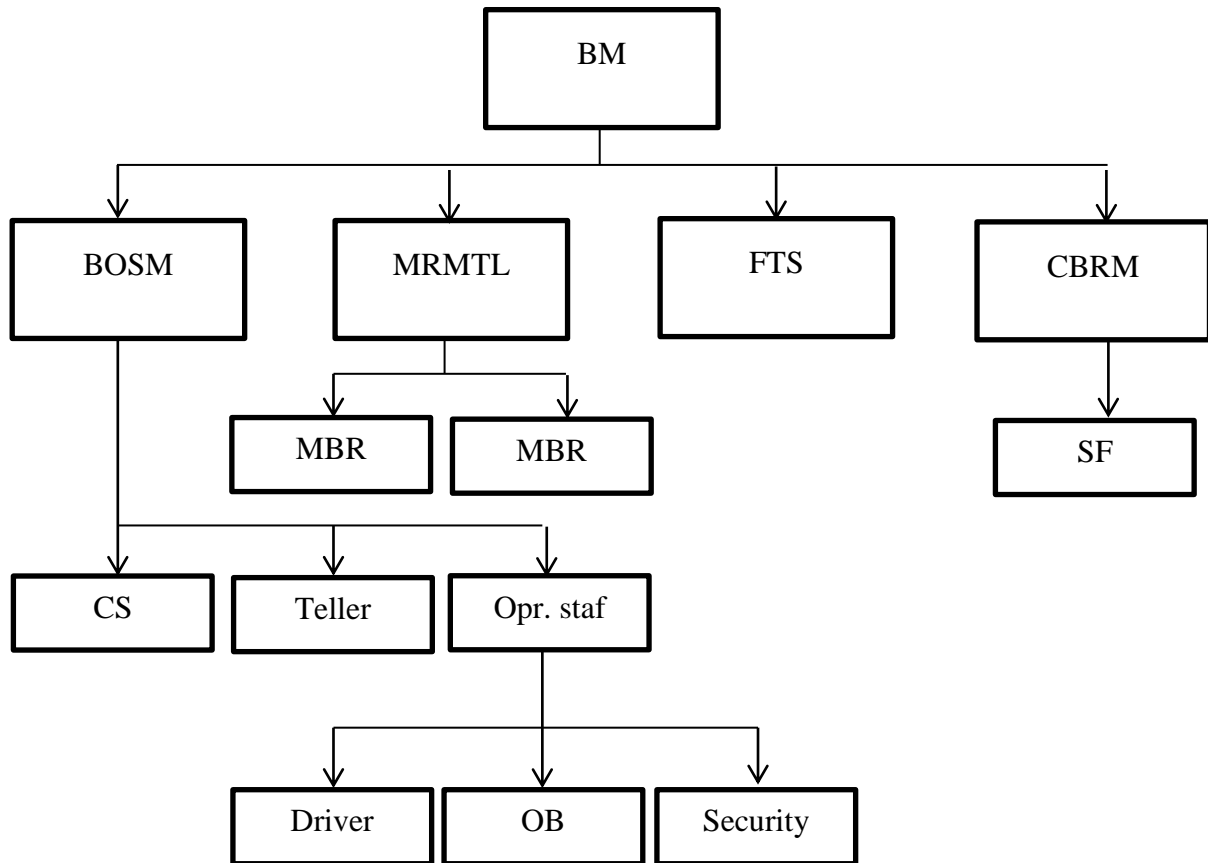 BM
BOSM
MRMTL
FTS
CBRM
MBR
MBR
SF
CS
Teller
Opr. staf
Driver
OB
Security